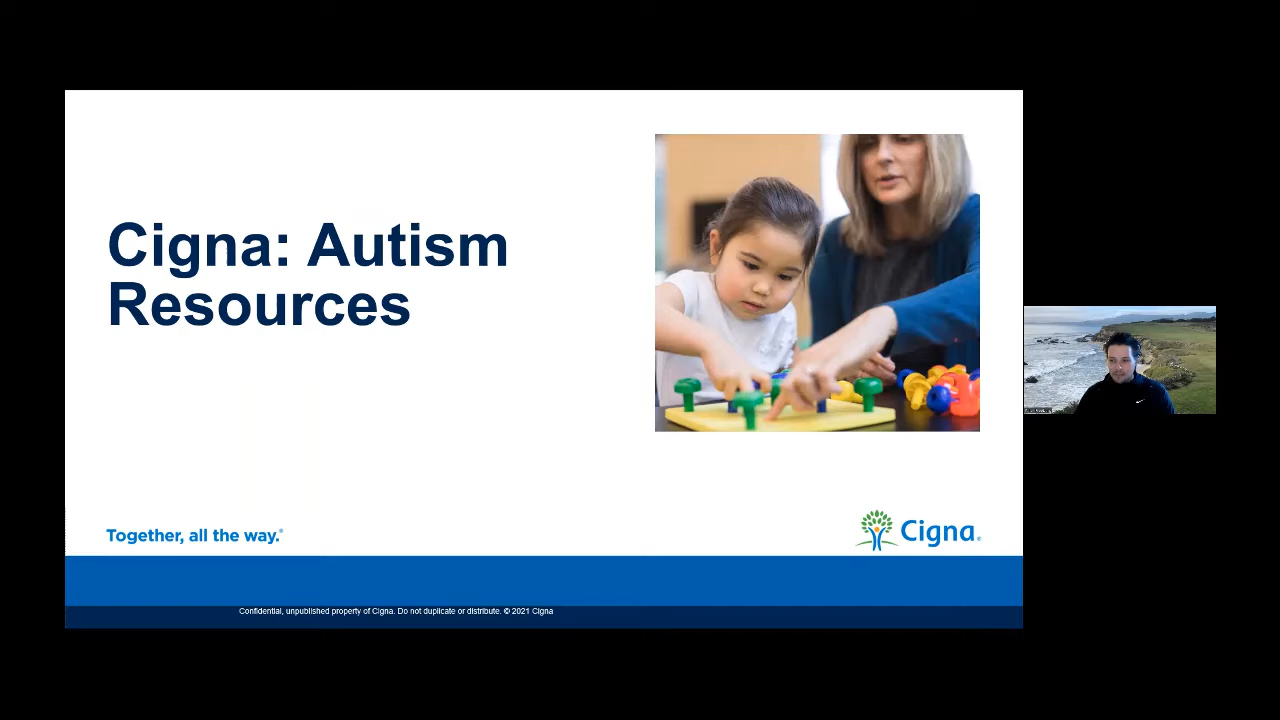 Cigna: Autism
Resources
Together, all the way.®
Cigna®
Confidential, unpublished property of Cigna. Do not duplicate or distribute. © 2021 Cigna